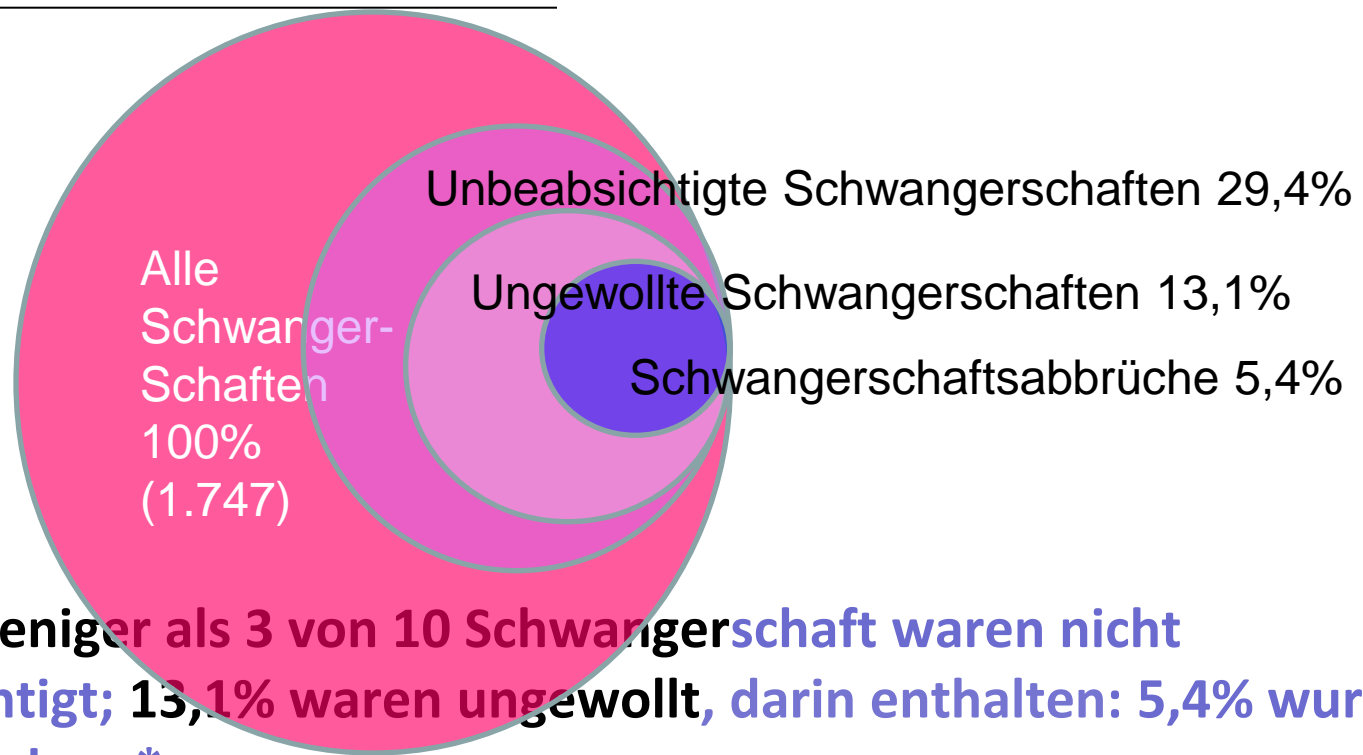 Unbeabsichtigte Schwangerschaften 29,4%
Alle
Schwanger-
Schaften
100%
(1.747)
Ungewollte Schwangerschaften 13,1%
Schwangerschaftsabbrüche 5,4%
eniger als 3 von 10 Schwangerschaft waren nicht
htigt; 13,1% waren ungewollt, darin enthalten: 5,4% wur